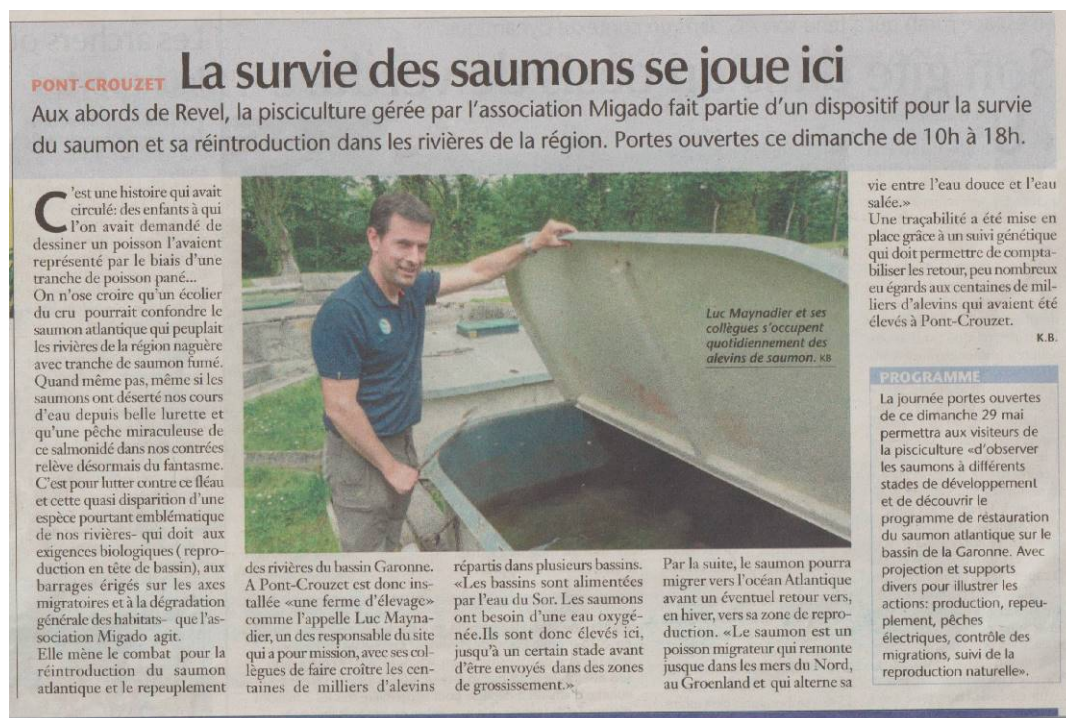 PONT-CROUZET La survie des saumons se joue ici
Aux abords de Revel, la pisciculture gérée par l'association Migado fait partie d'un dispositif pour la survie
du saumon et sa réintroduction dans les rivières de la région. Portes ouvertes ce dimanche de 10h à 18h.
C'est une histoire qui avait
circulé: des enfants à qui
l'on avait demandé de
dessiner un poisson l'avaient
représenté par le biais d'une
tranche de poisson pané...
On n'ose croire qu'un écolier
du cru pourrait confondre le
saumon atlantique qui peuplait
les rivières de la région naguère
avec tranche de saumon fumé.
Quand même pas, même si les
saumons ont déserté nos cours
d'eau depuis belle lurette et
qu'une pêche miraculeuse de
ce salmonidé dans nos contrées
relève désormais du fantasme.
C'est pour lutter contre ce fléau
et cette quasi disparition d'une
espèce pourtant emblématique
de nos rivières- qui doit aux
exigences biologiques ( repro-
duction en tête de bassin), aux
barrages érigés sur les axes
migratoires et à la dégradation
générale des habitats- que l'as-
sociation Migado agit.
Elle mène le combat pour la
réintroduction du saumon
atlantique et le repeuplement
des rivières du bassin Garonne.
A Pont-Crouzet est donc ins-
tallée «une ferme d'élevage»
comme l'appelle Luc Mayna-
dier, un des responsable du site
qui a pour mission, avec ses col-
lègues de faire croître les cen-
taines de milliers d'alevins
répartis dans plusieurs bassins.
«Les bassins sont alimentées
par l'eau du Sor. Les saumons
ont besoin d'une eau oxygé-
née.Ils sont donc élevés ici,
jusqu'à un certain stade avant
d'être envoyés dans des zones
de grossissement.»
Par la suite, le saumon pourra
migrer vers l'océan Atlantique
avant un éventuel retour vers,
en hiver, vers sa zone de repro-
duction. «Le saumon est un
poisson migrateur qui remonte
jusque dans les mers du Nord,
au Groenland et qui alterne sa
vie entre l'eau douce et l'eau
salée.»
Une traçabilité a été mise en
place grâce à un suivi génétique
qui doit permettre de compta-
biliser les retour, peu nombreux
eu égards aux centaines de mil-
liers d'alevins qui avaient été
élevés à Pont-Crouzet.
K.B.
Luc Maynadier et ses
collègues s'occupent
quotidiennement des
alevins de saumon. KB
PROGRAMME
La journée portes ouvertes
de ce dimanche 29 mai
permettra aux visiteurs de
la pisciculture «d'observer
les saumons à différents
stades de développement
et de découvrir le
programme de restauration
du saumon atlantique sur le
bassin de la Garonne. Avec
projection et supports
divers pour illustrer les
actions: production, repeu-
plement, pêches
électriques, contrôle des
migrations, suivi de la
reproduction naturelle».